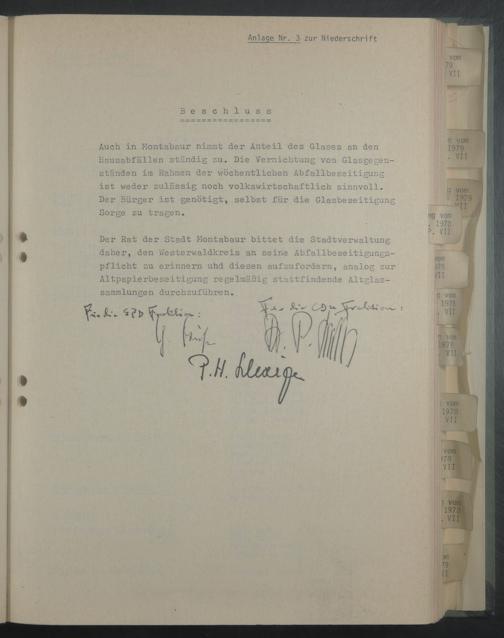 Anlage Nr. 3 zur Niederschrift
Beschluss
Auch in Montabaur nimmt der Anteil des Glases an den
Hausabfällen ständig zu. Die Vernichtung von Glasgegen-
ständen im Rahmen der wöchentlichen Abfallbeseitigung
ist weder zulässig noch volkswirtschaftlich sinnvoll.
Der Bürger ist genötigt, selbst für die Glasbeseitigung
Sorge zu tragen.
Der Rat der Stadt Montabaur bittet die Stadtverwaltung
daher, den Westerwaldkreis an seine Abfallbeseitigungs-
pflicht zu erinnern und diesen aufzufordern, analog zur
Altpapierbeseitigung regelmäßig stattfindende Altglas-
sammlungen durchzuführen.
Für die SPD Fraktion:
Für die CDU Fraktion:
P.H.